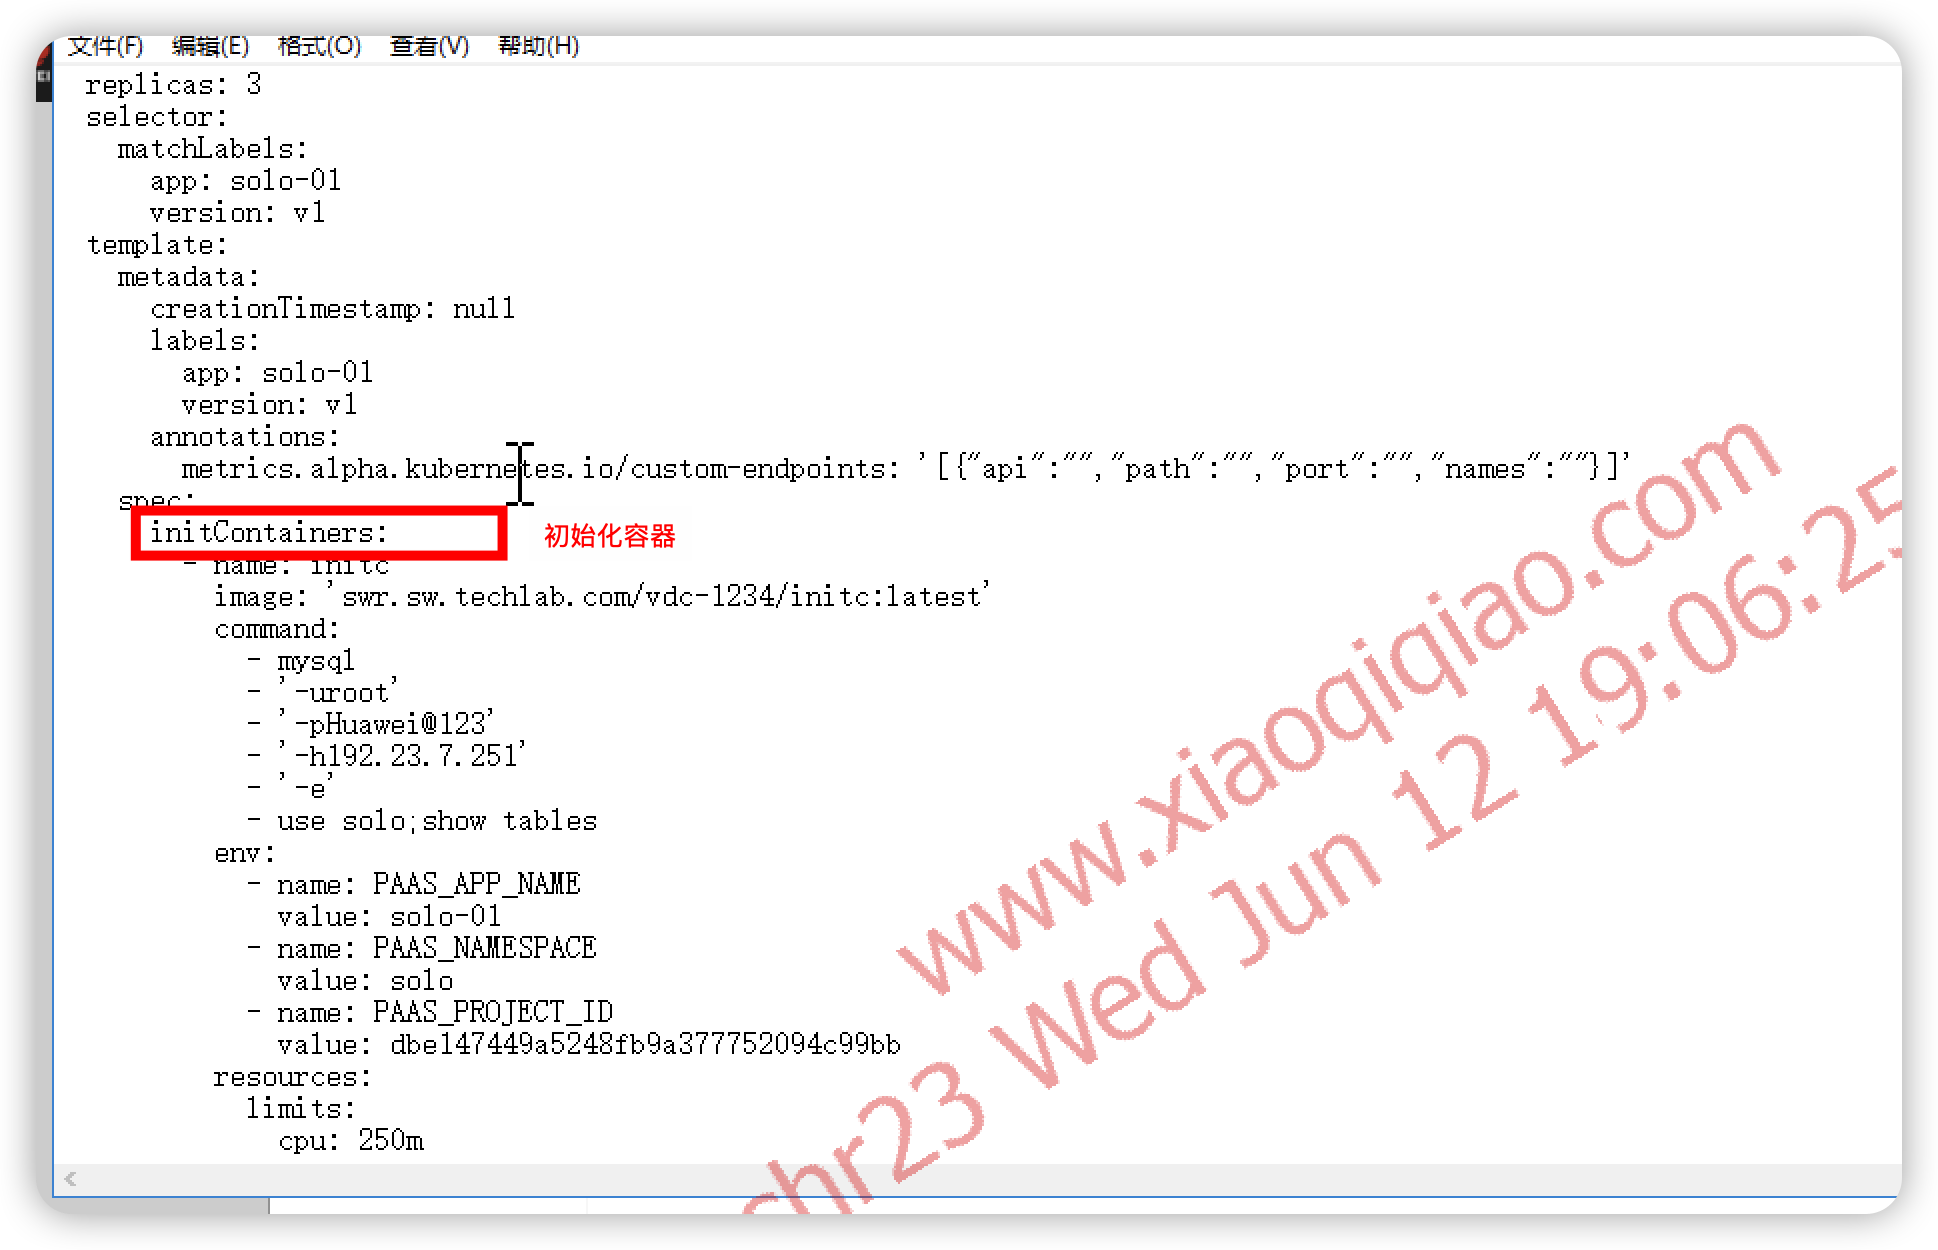 文件(F) 编辑(E) 格式(O) 查看(V) 帮助(H)
replicas: 3
selector:
matchLabels:
app: solo-01
version: v1
template:
metadata:
creationTimestamp: null
labels:
app: solo-01
version: v1
annotations:
metrics.alpha.kubernetes.io/custom-endpoints: '[{"api":"","path":"","port":"","names":""}]'
spec:
initContainers:
初始化容器
- name: initc
image: 'swr.sw.techlab.com/vdc-1234/initc:latest'
command:
- mysql
- '-uroot'
- '-pHuawei@123'
- '-h192.23.7.251'
- '-e'
- use solo;show tables
env:
- name: PAAS_APP_NAME
value: solo-01
- name: PAAS_NAMESPACE
value: solo
- name: PAAS_PROJECT_ID
value: dbe147449a5248fb9a377752094c99bb
resources:
limits:
cpu: 250m
www.xiaoqiqiao.com
chr23 Wed Jun 12 19:06:25